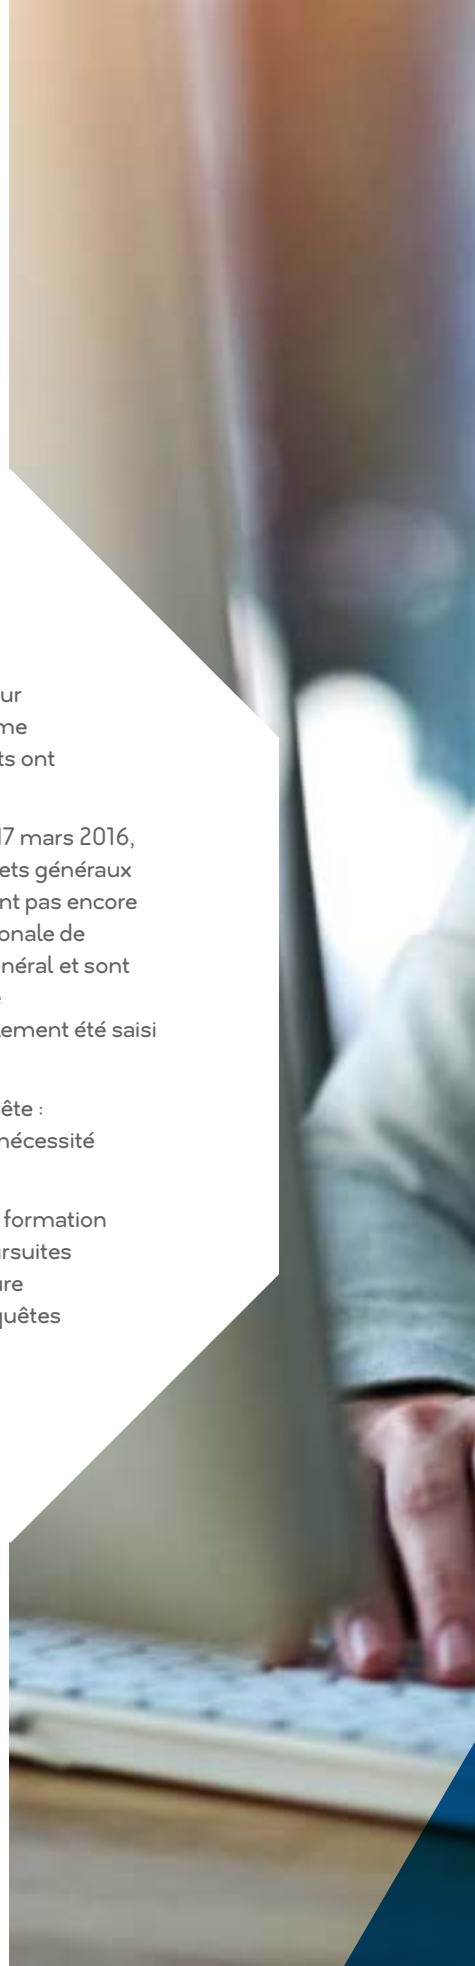 ur
me
ts ont
17 mars 2016,
ets généraux
nt pas encore
onale de
néral et sont
e
lement été saisi
ête :
nécessité
formation
rsuites
ure
quêtes